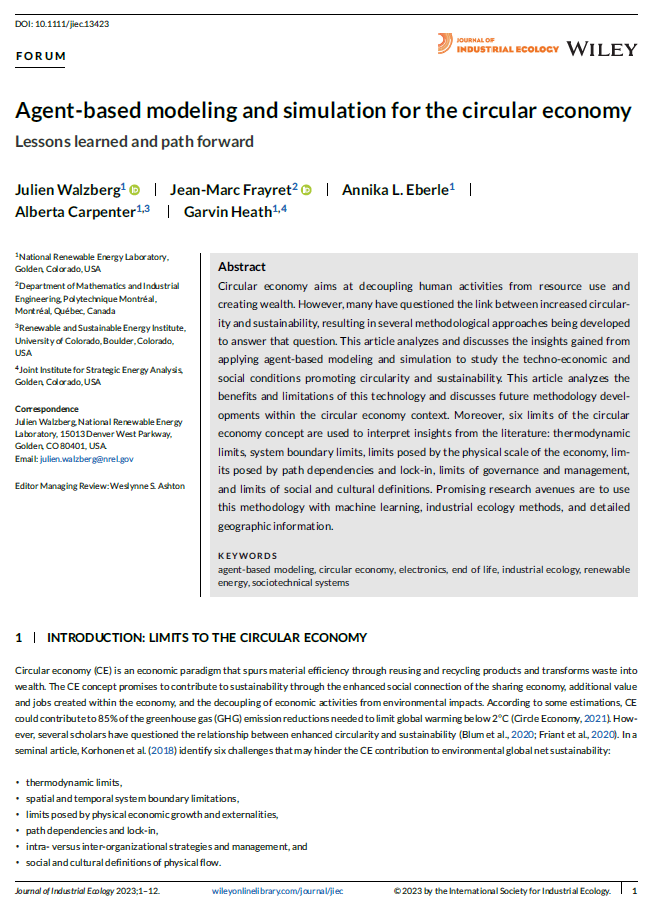 DOI: 10.1111/jiec.13423
JOURNAL OF
INDUSTRIAL ECOLOGY WILEY
FORUM
Agent-based modeling and simulation for the circular economy
Lessons learned and path forward
Julien Walzberg1 | Jean-Marc Frayret2 | Annika L. Eberle1 |
Alberta Carpenter1,3 | Garvin Heath1,4
1National Renewable Energy Laboratory,
Golden, Colorado, USA
2Department of Mathematics and Industrial
Engineering, Polytechnique Montréal,
Montréal, Québec, Canada
3Renewable and Sustainable Energy Institute,
University of Colorado, Boulder, Colorado,
USA
4Joint Institute for Strategic Energy Analysis,
Golden, Colorado, USA
Correspondence
Julien Walzberg, National Renewable Energy
Laboratory, 15013 Denver West Parkway,
Golden, CO 80401, USA.
Email: julien.walzberg@nrel.gov
Editor Managing Review: Weslynne S. Ashton
Abstract
Circular economy aims at decoupling human activities from resource use and
creating wealth. However, many have questioned the link between increased circular-
ity and sustainability, resulting in several methodological approaches being developed
to answer that question. This article analyzes and discusses the insights gained from
applying agent-based modeling and simulation to study the techno-economic and
social conditions promoting circularity and sustainability. This article analyzes the
benefits and limitations of this technology and discusses future methodology devel-
opments within the circular economy context. Moreover, six limits of the circular
economy concept are used to interpret insights from the literature: thermodynamic
limits, system boundary limits, limits posed by the physical scale of the economy, lim-
its posed by path dependencies and lock-in, limits of governance and management,
and limits of social and cultural definitions. Promising research avenues are to use
this methodology with machine learning, industrial ecology methods, and detailed
geographic information.
KEYWORDS
agent-based modeling, circular economy, electronics, end of life, industrial ecology, renewable
energy, sociotechnical systems
1 | INTRODUCTION: LIMITS TO THE CIRCULAR ECONOMY
Circular economy (CE) is an economic paradigm that spurs material efficiency through reusing and recycling products and transforms waste into
wealth. The CE concept promises to contribute to sustainability through the enhanced social connection of the sharing economy, additional value
and jobs created within the economy, and the decoupling of economic activities from environmental impacts. According to some estimations, CE
could contribute to 85% of the greenhouse gas (GHG) emission reductions needed to limit global warming below 2°C (Circle Economy, 2021). How-
ever, several scholars have questioned the relationship between enhanced circularity and sustainability (Blum et al., 2020; Friant et al., 2020). In a
seminal article, Korhonen et al. (2018) identify six challenges that may hinder the CE contribution to environmental global net sustainability:
• thermodynamic limits,
• spatial and temporal system boundary limitations,
• limits posed by physical economic growth and externalities,
• path dependencies and lock-in,
• intra- versus inter-organizational strategies and management, and
• social and cultural definitions of physical flow.
Journal of Industrial Ecology 2023;1–12. wileyonlinelibrary.com/journal/jiec © 2023 by the International Society for Industrial Ecology. | 1